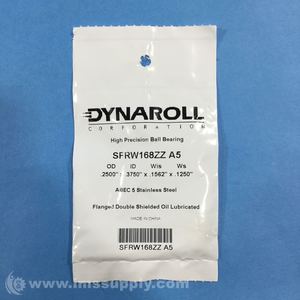 DYNAROLL
CORPORATION
High Precision Ball Bearing
SFRW168ZZ A5
OD ID Wis Ws
.2500" x .3750" x .1562" x .1250"
ABEC 5 Stainless Steel
Flanged Double Shielded Oil Lubricated
MADE IN CHINA
SFRW168ZZ A5
© www.imssupply.com/